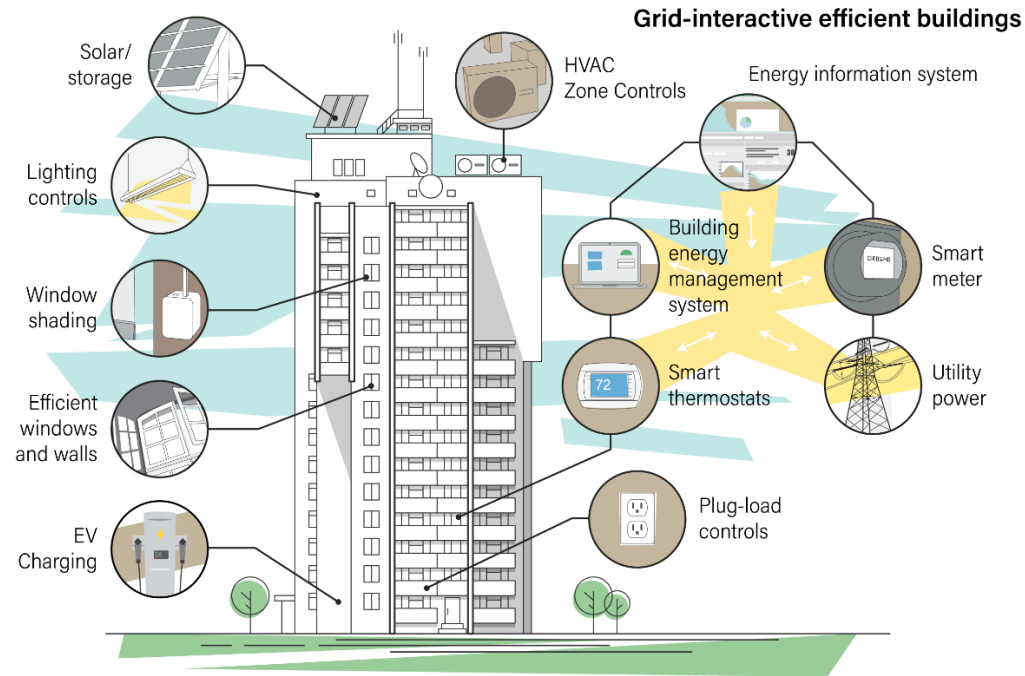 Grid-interactive efficient buildings
Solar/
storage
HVAC
Zone Controls
Energy information system
Lighting
controls
Building
energy
management
system
Smart
meter
Window
shading
72
Smart
thermostats
Utility
power
Efficient
windows
and walls
Plug-load
controls
EV
Charging